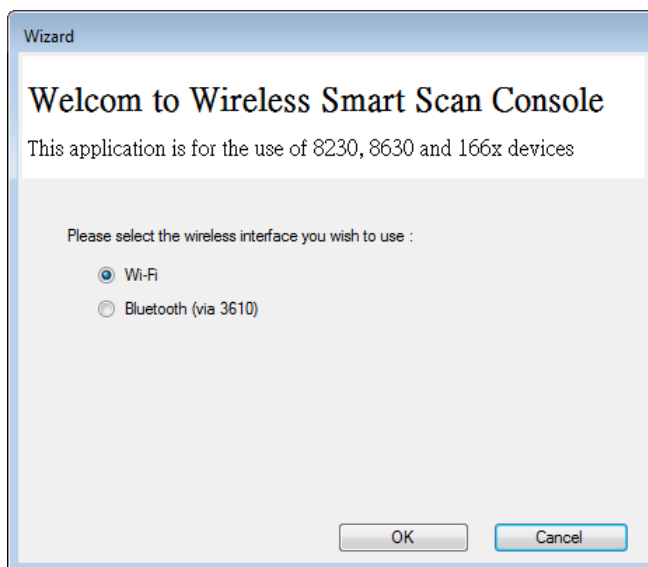 Wizard
Welcom to Wireless Smart Scan Console
This application is for the use of 8230, 8630 and 166x devices
Please select the wireless interface you wish to use :
Wi-Fi
Bluetooth (via 3610)
OK
Cancel